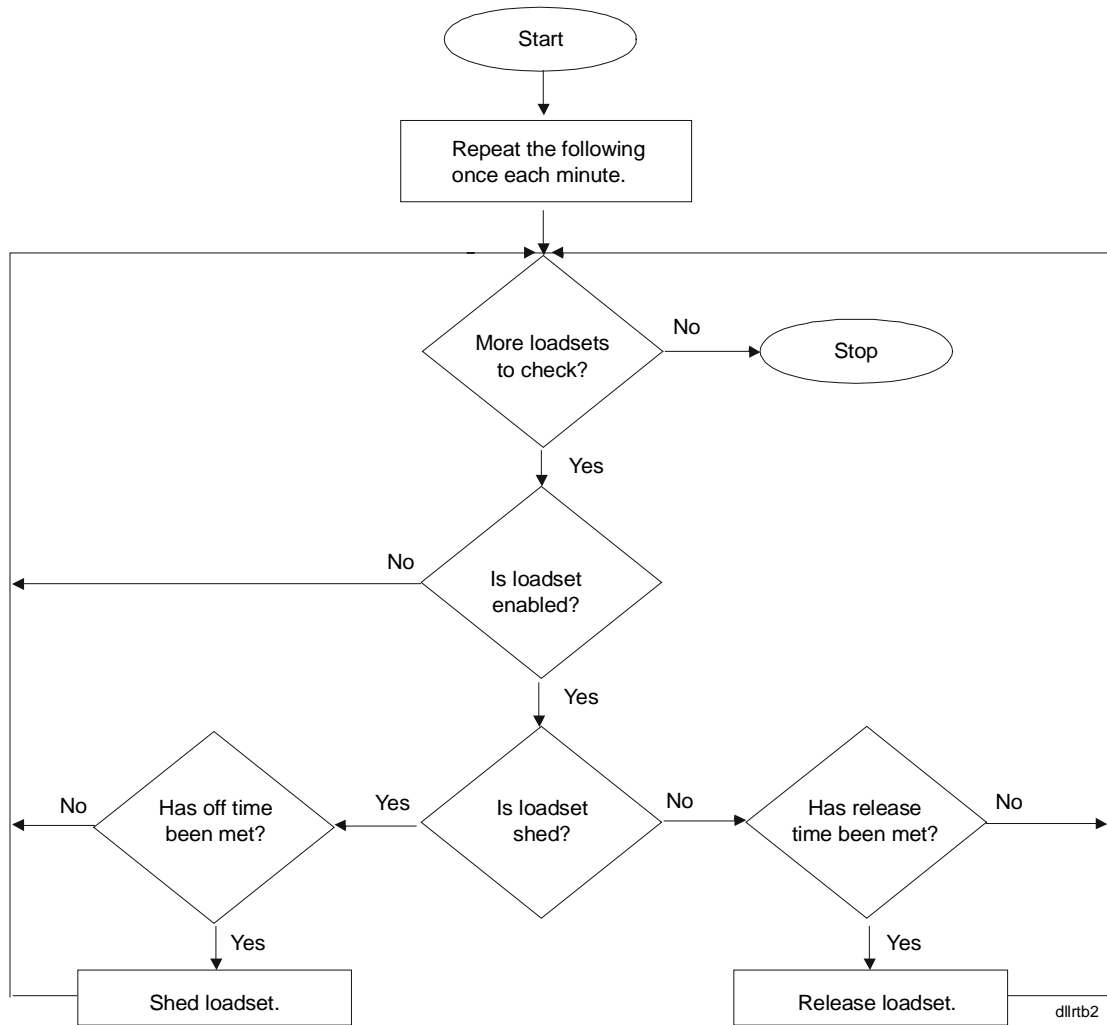 Start
Repeat the following
once each minute.
More loadsets
to check?
No
Stop
Yes
Is loadset
enabled?
No
Yes
Is loadset
shed?
Yes
No
Has off time
been met?
No
Yes
Has release
time been met?
No
Yes
Shed loadset.
Release loadset.
dllrtb2